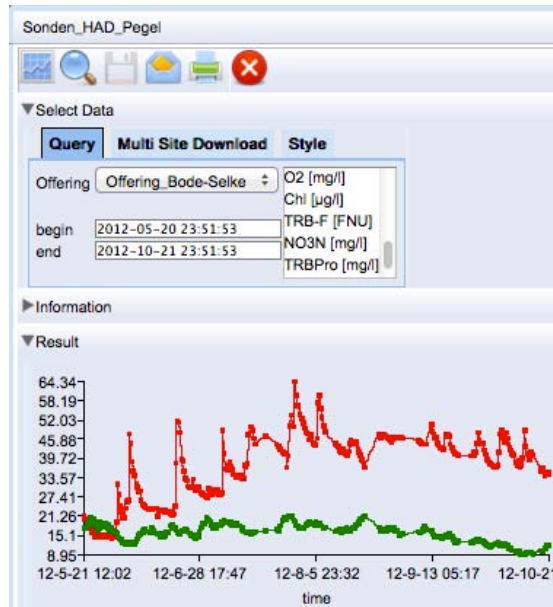 Sonden_HAD_Pegel
Select Data
Query Multi Site Download Style
Offering Offering_Bode-Selke
begin 2012-05-20 23:51:53
end 2012-10-21 23:51:53
O2 [mg/l]
Chl [µg/l]
TRB-F [FNU]
NO3N [mg/l]
TRBPro [mg/l]
Information
Result
64.34
58.19
52.03
45.88
39.72
33.57
27.41
21.26
15.1
8.95
12-5-21 12:02 12-6-28 17:47 12-8-5 23:32 12-9-13 05:17 12-10-21
time